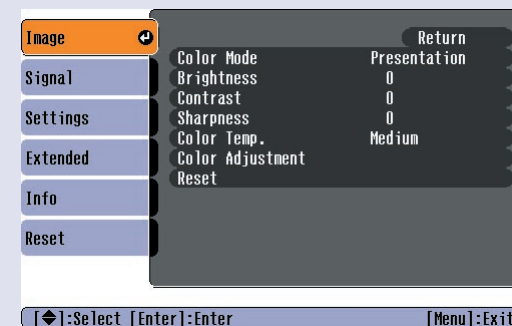 Image
Signal
Settings
Extended
Info
Reset
Return
Color Mode Presentation
Brightness 0
Contrast 0
Sharpness 0
Color Temp. Medium
Color Adjustment
Reset
[◆]:Select [Enter]:Enter [Menu]:Exit